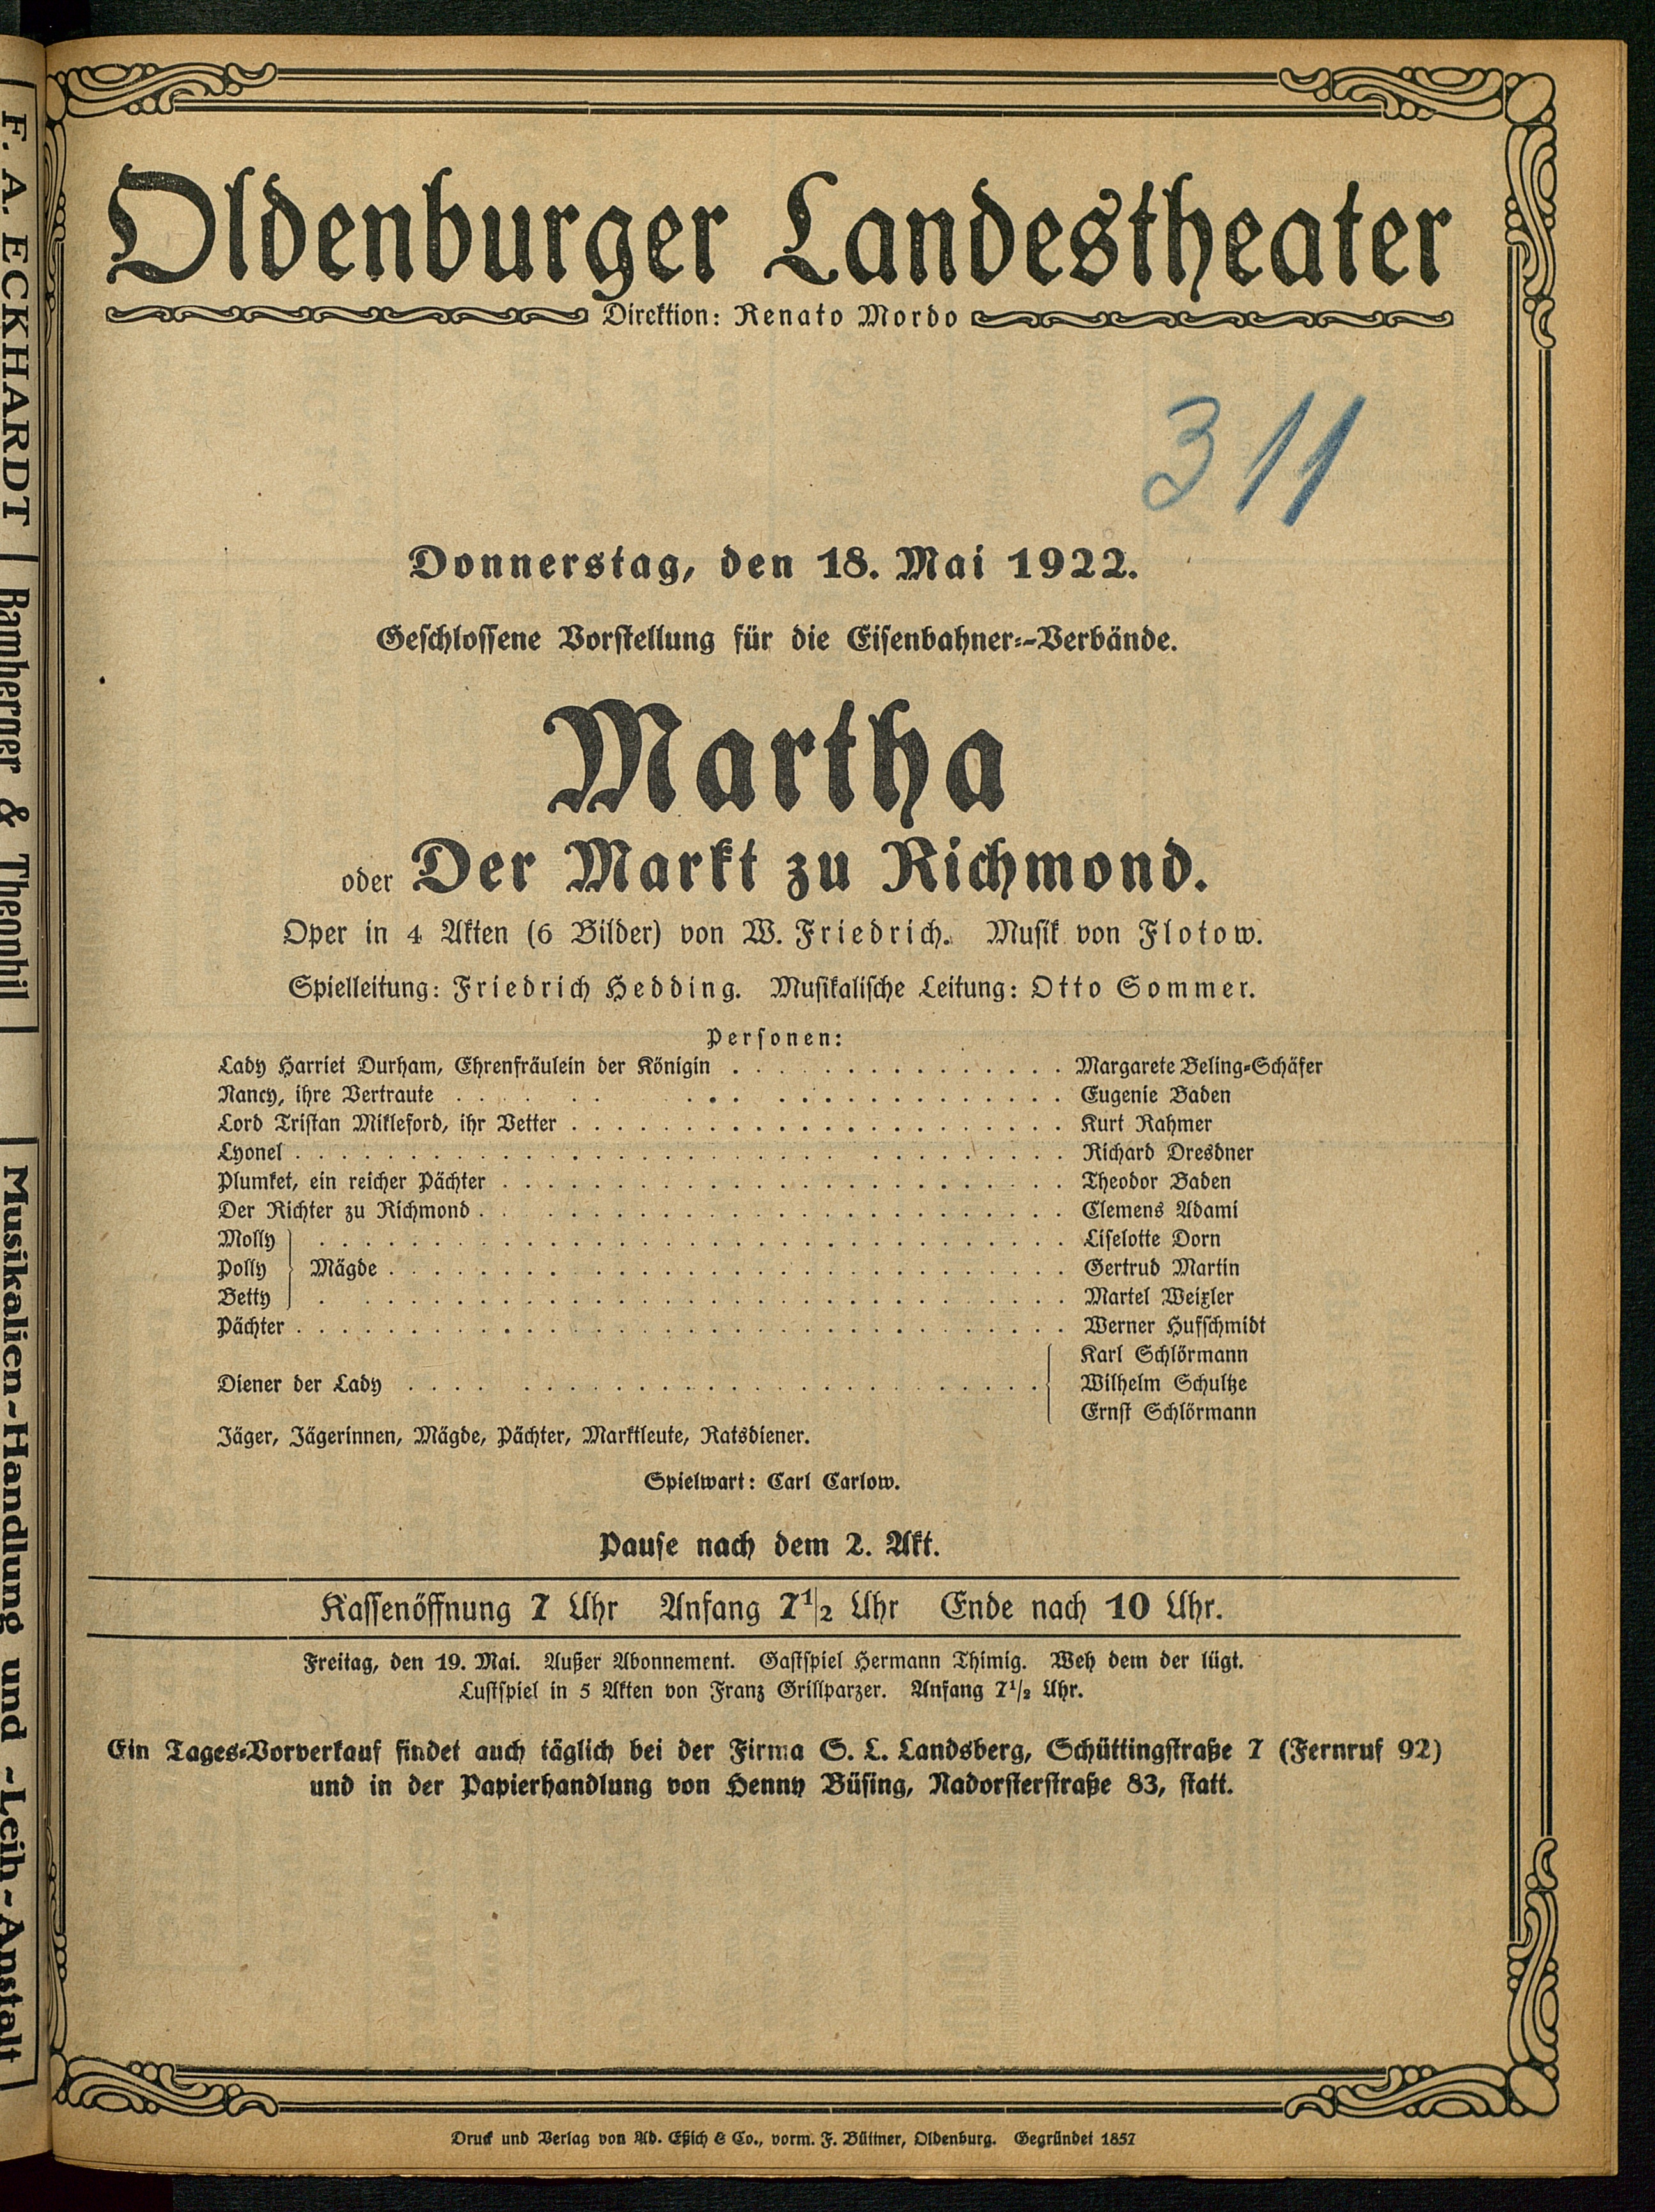 Oldenburger Landestheater
Direktion: Renato Mordo
311
Donnerstag, den 18. Mai 1922.
Geschlossene Vorstellung für die Eisenbahner=-Verbände.
Martha
oder Der Markt zu Richmond.
Oper in 4 Akten (6 Bilder) von W. Friedrich. Musik von Flotow.
Spielleitung: Friedrich Hedding. Musikalische Leitung: Otto Sommer.
Personen:
Lady Harriet Durham, Ehrenfräulein der Königin . . . . . . . . . . . . . Margarete Beling-Schäfer
Nancy, ihre Vertraute . . . . . . . . . . . . . . . . . . . Eugenie Baden
Lord Tristan Mikleford, ihr Vetter . . . . . . . . . . . . . . . . . . . . . Kurt Rahmer
Lyonel . . . . . . . . . . . . . . . . . . . . . . . . . . . . . . . Richard Dresdner
Plumket, ein reicher Pächter . . . . . . . . . . . . . . . . . . . . . . . . Theodor Baden
Der Richter zu Richmond . . . . . . . . . . . . . . . . . . . . . . . . Clemens Adami
Molly . . . . . . . . . . . . . . . . . . . . . . . . . . . . . . . Liselotte Dorn
Polly Mägde . . . . . . . . . . . . . . . . . . . . . . . . . . . . Gertrud Martin
Betty . . . . . . . . . . . . . . . . . . . . . . . . . . . . . . Martel Weixler
Pächter . . . . . . . . . . . . . . . . . . . . . . . . . . . . . . . . Werner Hufschmidt
Karl Schlörmann
Diener der Lady . . . . . . . . . . . . . . . . . . . . . . . . . . Wilhelm Schultze
Ernst Schlörmann
Jäger, Jägerinnen, Mägde, Pächter, Marktleute, Ratsdiener.
Spielwart: Carl Carlow.
Pause nach dem 2. Akt.
Kassenöffnung 7 Uhr Anfang 7 1/2 Uhr Ende nach 10 Uhr.
Freitag, den 19. Mai. Außer Abonnement. Gastspiel Hermann Thimig. Weh dem der lügt.
Lustspiel in 5 Akten von Franz Grillparzer. Anfang 7 1/2 Uhr.
Ein Tages-Vorverkauf findet auch täglich bei der Firma S. L. Landsberg, Schüttingstraße 7 (Fernruf 92)
und in der Papierhandlung von Henny Büsing, Nadorsterstraße 83, statt.
Druck und Verlag von Ad. Eßich & Co., vorm. F. Büttner, Oldenburg. Gegründet 1857
F. A. ECKHARDT
Bamberger & Theophil
Musikalien-Handlung und -Leih-Anstalt